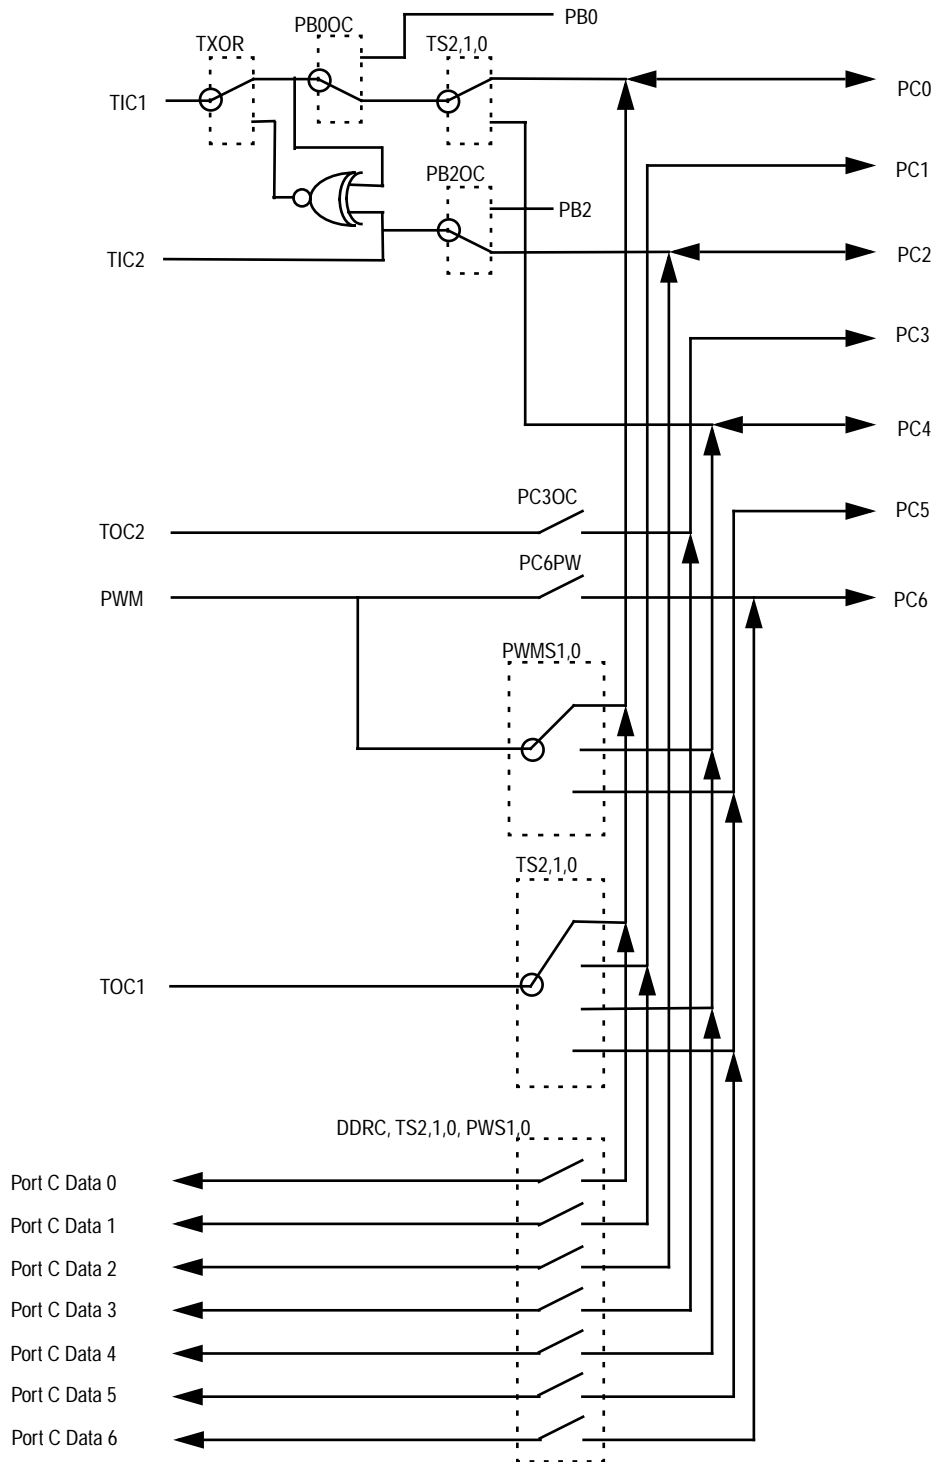 PB0
PB0OC
TXOR
TS2,1,0
PC0
TIC1
PC1
PB2OC
PB2
PC2
TIC2
PC3
PC4
PC3OC
PC5
TOC2
PC6PW
PWM
PC6
PWMS1,0
TS2,1,0
TOC1
DDRC, TS2,1,0, PWS1,0
Port C Data 0
Port C Data 1
Port C Data 2
Port C Data 3
Port C Data 4
Port C Data 5
Port C Data 6